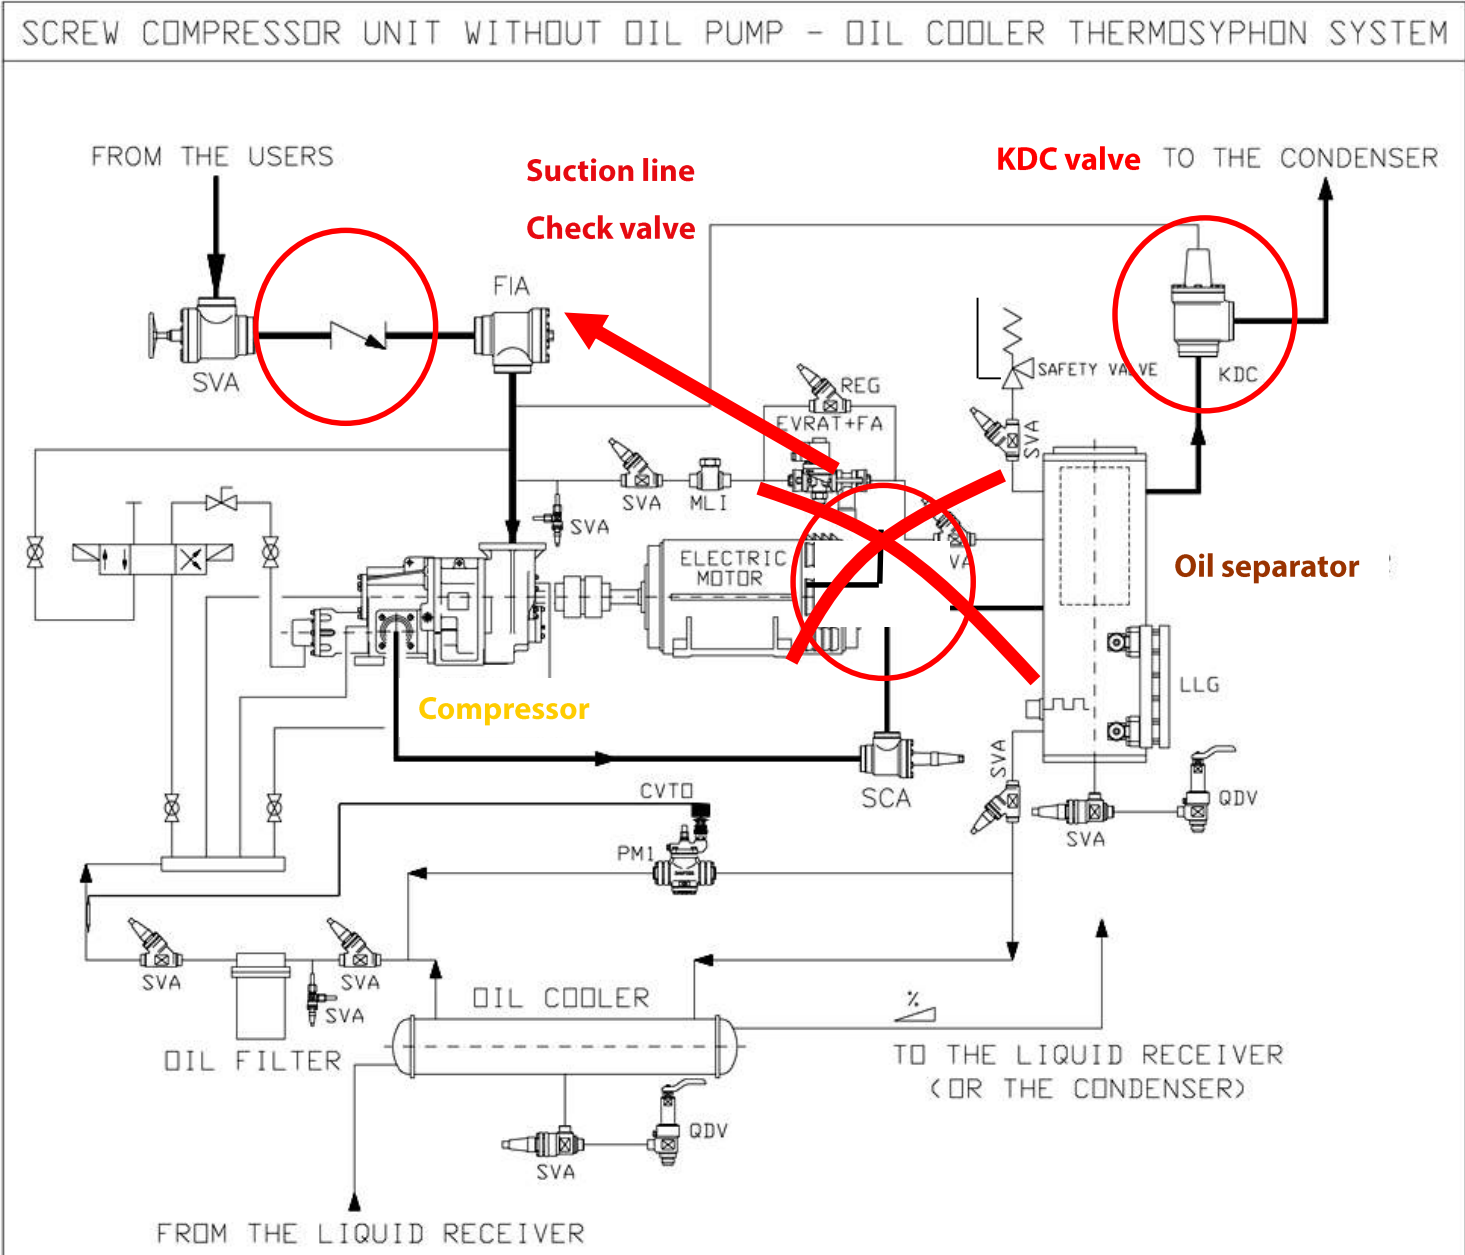 SCREW COMPRESSOR UNIT WITHOUT OIL PUMP - OIL COOLER THERMOSYPHON SYSTEM
FROM THE USERS
Suction line
Check valve
KDC valve
TO THE CONDENSER
FIA
SVA
KDC
SAFETY VALVE
REG
EVRAT+FA
SVA
SVA
MLI
SVA
VA
ELECTRIC
MOTOR
Oil separator
Compressor
LLG
SVA
SCA
QDV
SVA
CVTO
PM1
SVA
SVA
SVA
OIL COOLER
%
OIL FILTER
TO THE LIQUID RECEIVER
(OR THE CONDENSER)
QDV
SVA
FROM THE LIQUID RECEIVER